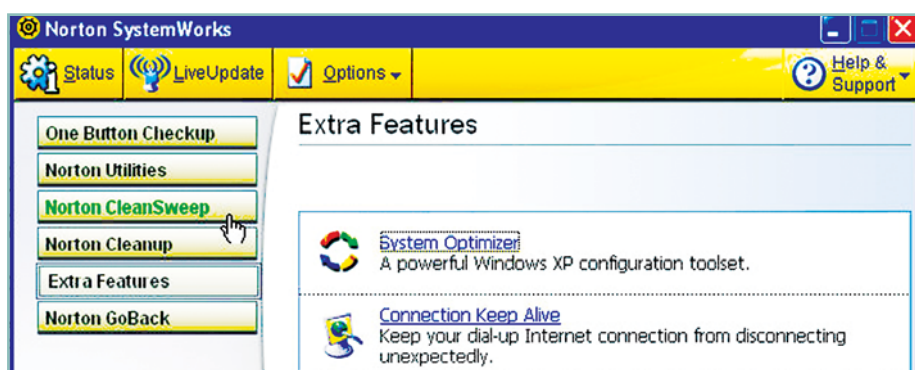 Norton SystemWorks
Status LiveUpdate Options Help &
Support
One Button Checkup
Norton Utilities
Norton CleanSweep
Norton Cleanup
Extra Features
Norton GoBack
Extra Features
System Optimizer
A powerful Windows XP configuration toolset.
Connection Keep Alive
Keep your dial-up Internet connection from disconnecting
unexpectedly.